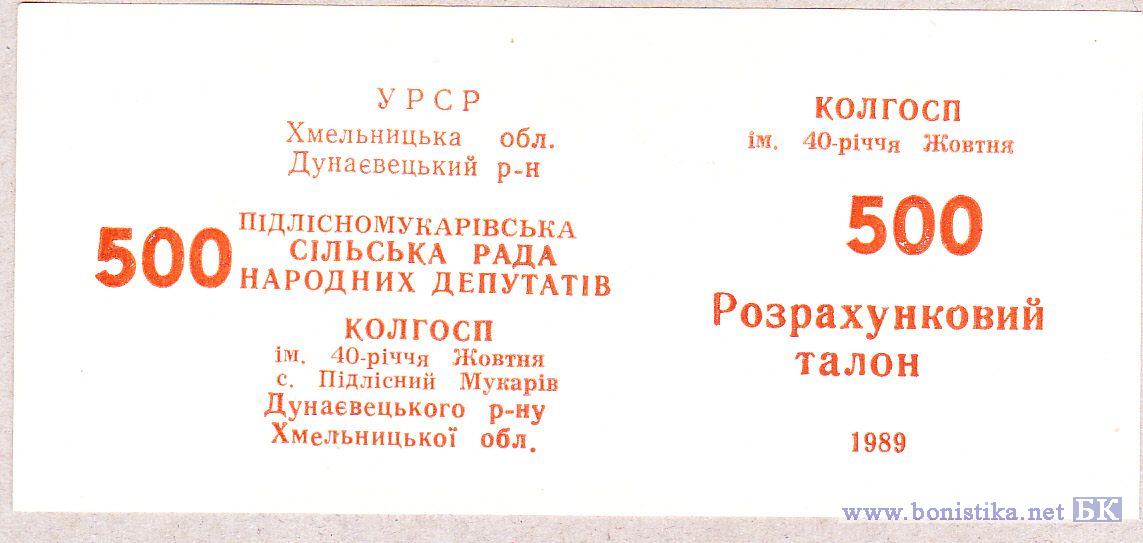 УРСР
Хмельницька обл.
Дунаєвецький р-н
500
ПІДЛІСНОМУКАРІВСЬКА
СІЛЬСЬКА РАДА
НАРОДНИХ ДЕПУТАТІВ
КОЛГОСП
ім. 40-річчя Жовтня
с. Підлісний Мукарів
Дунаєвецького р-ну
Хмельницької обл.
КОЛГОСП
ім. 40-річчя Жовтня
500
Розрахунковий
талон
1989
www.bonistika.net БК